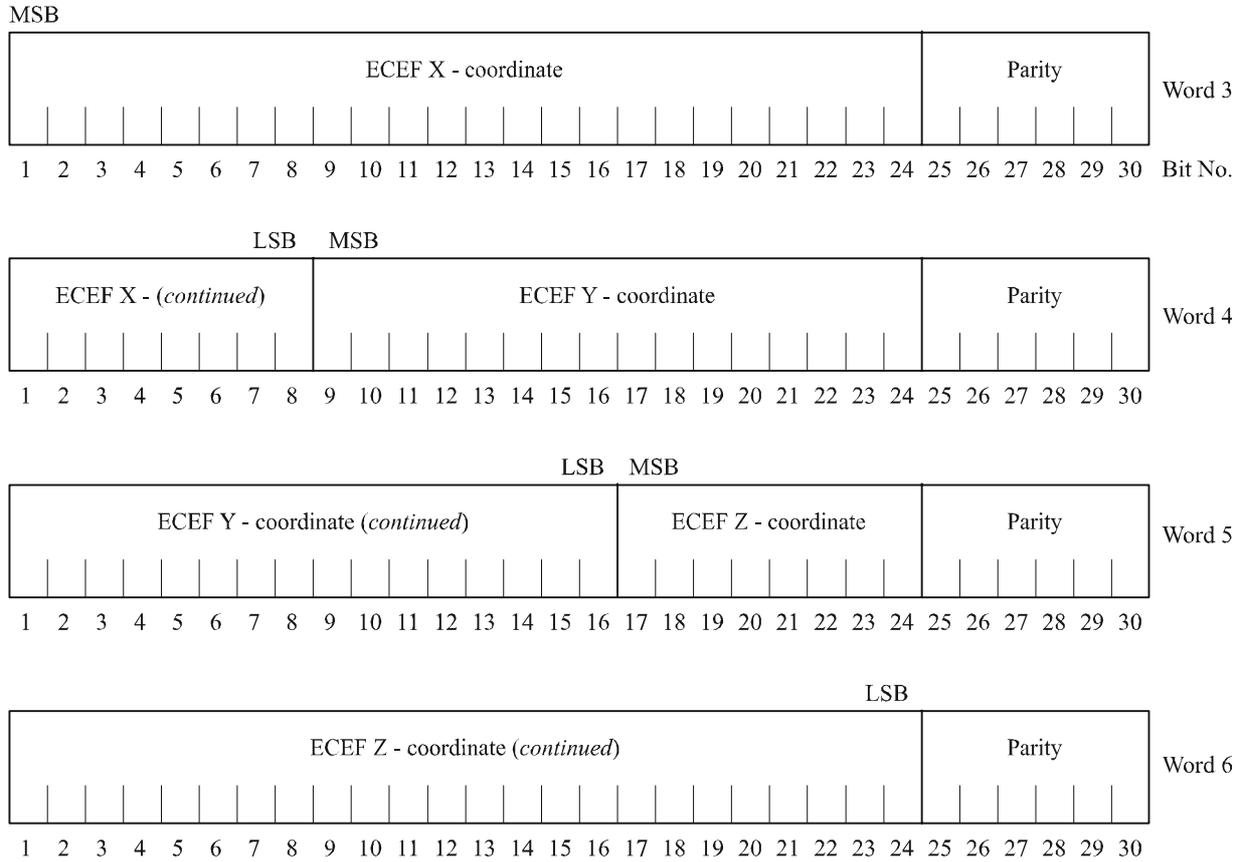 MSB
ECEF X - coordinate Parity
Word 3
1 2 3 4 5 6 7 8 9 10 11 12 13 14 15 16 17 18 19 20 21 22 23 24 25 26 27 28 29 30 Bit No.
LSB MSB
ECEF X - (continued) ECEF Y - coordinate Parity
Word 4
1 2 3 4 5 6 7 8 9 10 11 12 13 14 15 16 17 18 19 20 21 22 23 24 25 26 27 28 29 30
LSB MSB
ECEF Y - coordinate (continued) ECEF Z - coordinate Parity
Word 5
1 2 3 4 5 6 7 8 9 10 11 12 13 14 15 16 17 18 19 20 21 22 23 24 25 26 27 28 29 30
LSB
ECEF Z - coordinate (continued) Parity
Word 6
1 2 3 4 5 6 7 8 9 10 11 12 13 14 15 16 17 18 19 20 21 22 23 24 25 26 27 28 29 30